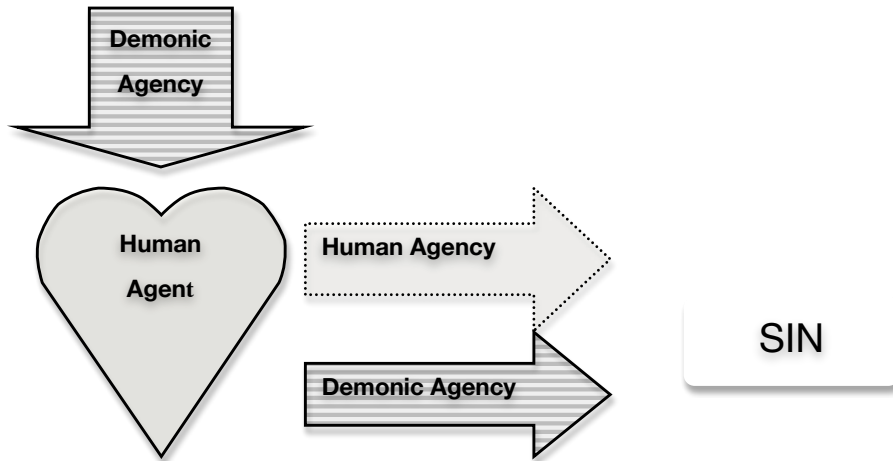 Demonic
Agency
Human
Agent
Human Agency
Demonic Agency
SIN